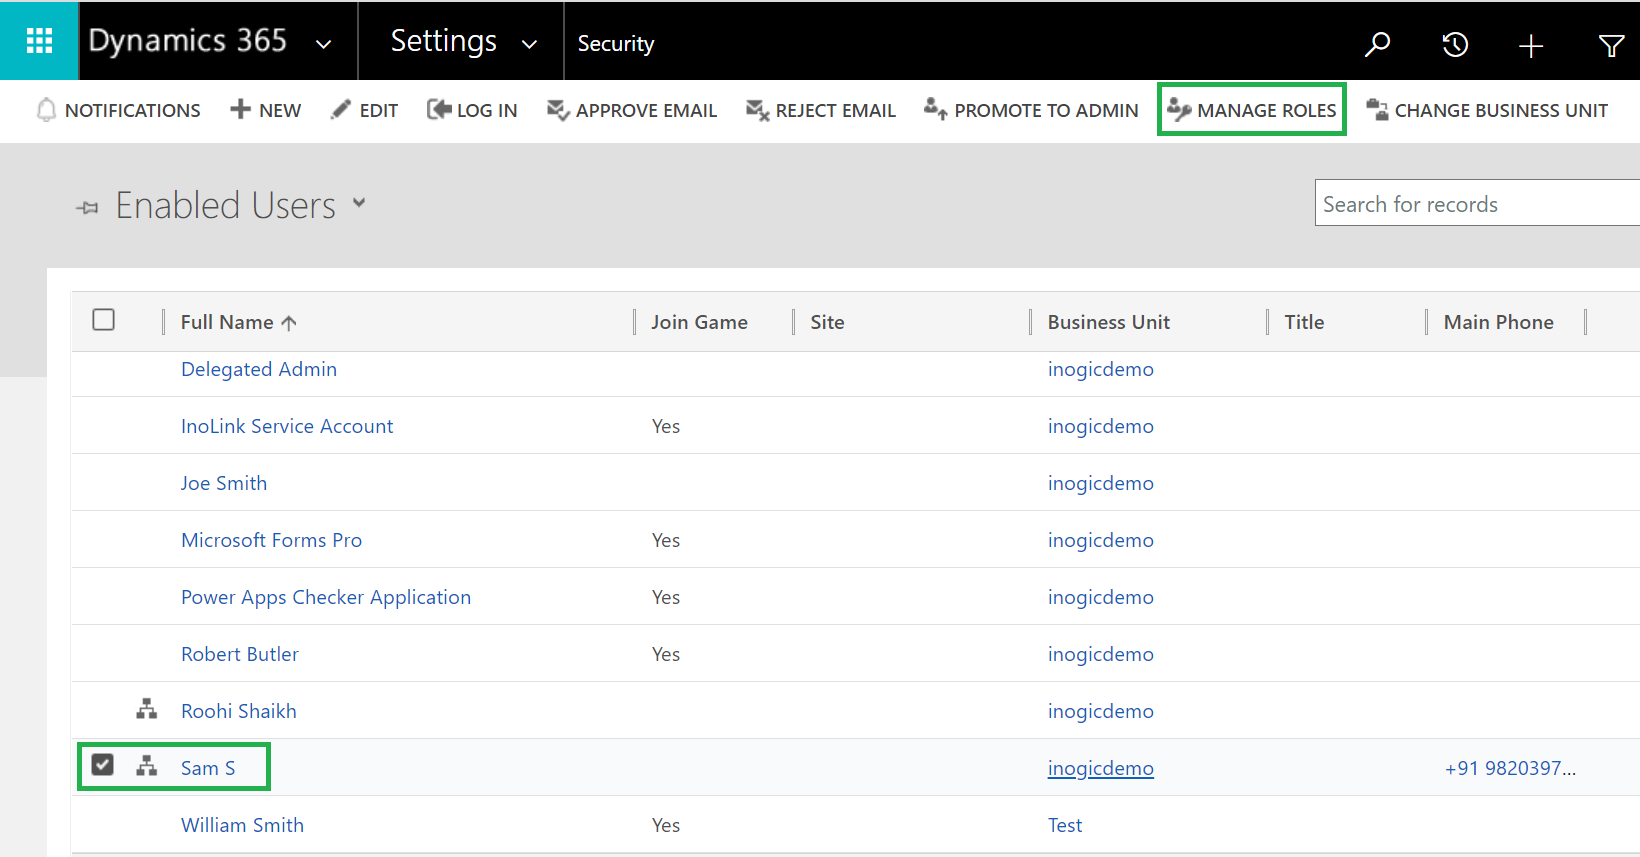 Dynamics 365 Settings Security
NOTIFICATIONS NEW EDIT LOG IN APPROVE EMAIL REJECT EMAIL PROMOTE TO ADMIN MANAGE ROLES CHANGE BUSINESS UNIT
Enabled Users Search for records
Full Name Join Game Site Business Unit Title Main Phone
Delegated Admin inogicdemo
InoLink Service Account Yes inogicdemo
Joe Smith inogicdemo
Microsoft Forms Pro Yes inogicdemo
Power Apps Checker Application Yes inogicdemo
Robert Butler Yes inogicdemo
Roohi Shaikh inogicdemo
Sam S inogicdemo +91 9820397...
William Smith Yes Test